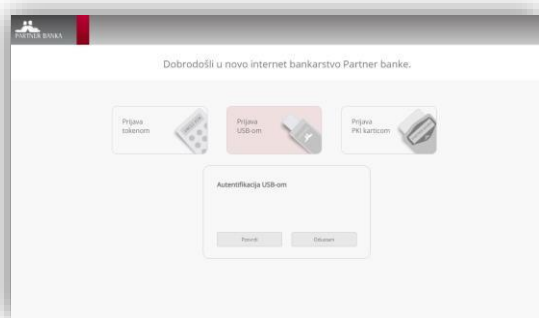 PARTNER BANKA
Dobrodošli u novo internet bankarstvo Partner banke.
Prijava
tokenom
Prijava
USB-om
Prijava
PKI karticom
Autentifikacija USB-om
Potvrdi
Odustani